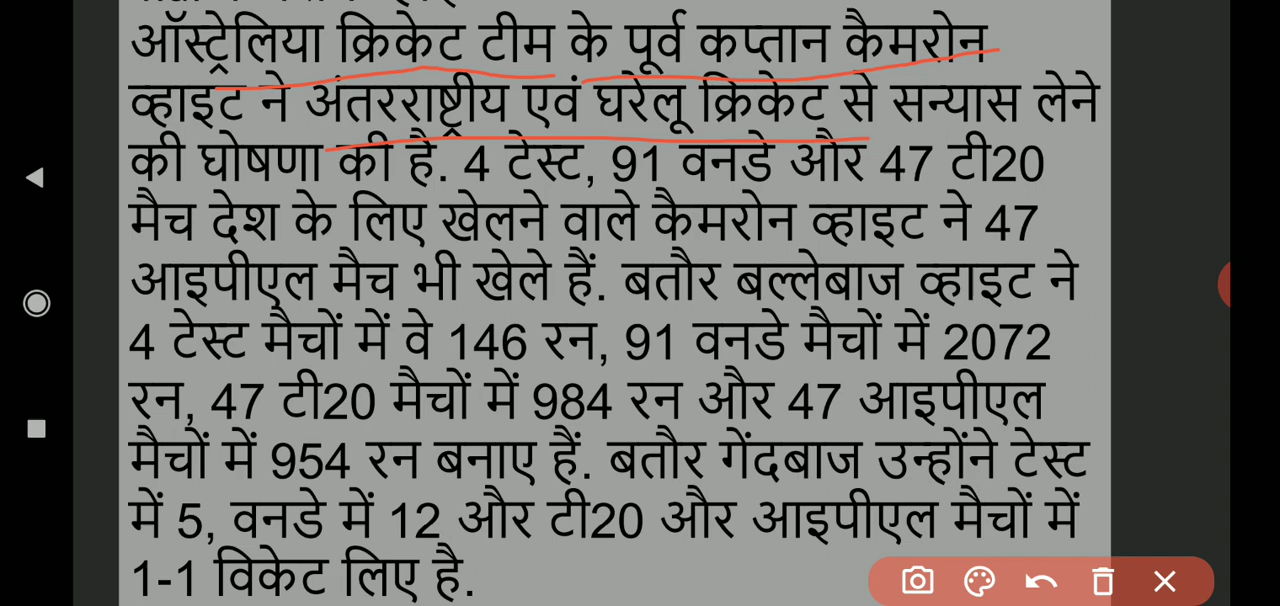 ऑस्ट्रेलिया क्रिकेट टीम के पूर्व कप्तान कैमरोन
व्हाइट ने अंतरराष्ट्रीय एवं घरेलू क्रिकेट से सन्यास लेने
की घोषणा की है. 4 टेस्ट, 91 वनडे और 47 टी20
मैच देश के लिए खेलने वाले कैमरोन व्हाइट ने 47
आइपीएल मैच भी खेले हैं. बतौर बल्लेबाज व्हाइट ने
4 टेस्ट मैचों में वे 146 रन, 91 वनडे मैचों में 2072
रन, 47 टी20 मैचों में 984 रन और 47 आइपीएल
मैचों में 954 रन बनाए हैं. बतौर गेंदबाज उन्होंने टेस्ट
में 5, वनडे में 12 और टी20 और आइपीएल मैचों में
1-1 विकेट लिए है.